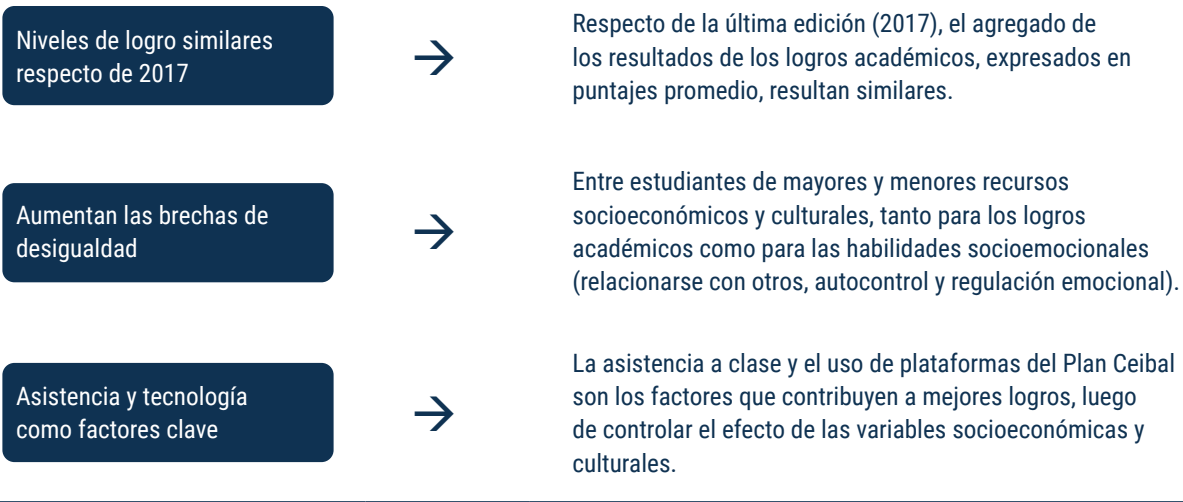 Niveles de logro similares
respecto de 2017
→
Respecto de la última edición (2017), el agregado de
los resultados de los logros académicos, expresados en
puntajes promedio, resultan similares.
Aumentan las brechas de
desigualdad
→
Entre estudiantes de mayores y menores recursos
socioeconómicos y culturales, tanto para los logros
académicos como para las habilidades socioemocionales
(relacionarse con otros, autocontrol y regulación emocional).
Asistencia y tecnología
como factores clave
→
La asistencia a clase y el uso de plataformas del Plan Ceibal
son los factores que contribuyen a mejores logros, luego
de controlar el efecto de las variables socioeconómicas y
culturales.